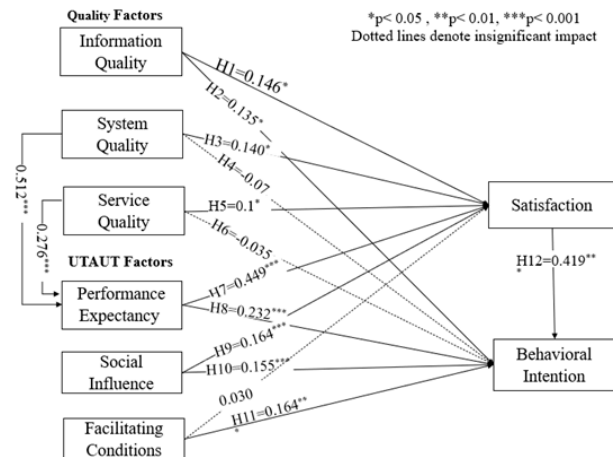 Quality Factors
*p< 0.05 , **p< 0.01, ***p< 0.001
Dotted lines denote insignificant impact
Information
Quality
H1=0.146*
H2=0.135*
System
Quality
H3=0.140*
H4=-0.07
0.512***
Service
Quality
H5=0.1*
H6=-0.035
0.276***
Satisfaction
UTAUT Factors
H7=0.449***
H12=0.419**
*
Performance
Expectancy
H8=0.232***
H9=0.164***
Social
Influence
H10=0.155***
Behavioral
Intention
0.030
Facilitating
Conditions
H11=0.164**
*